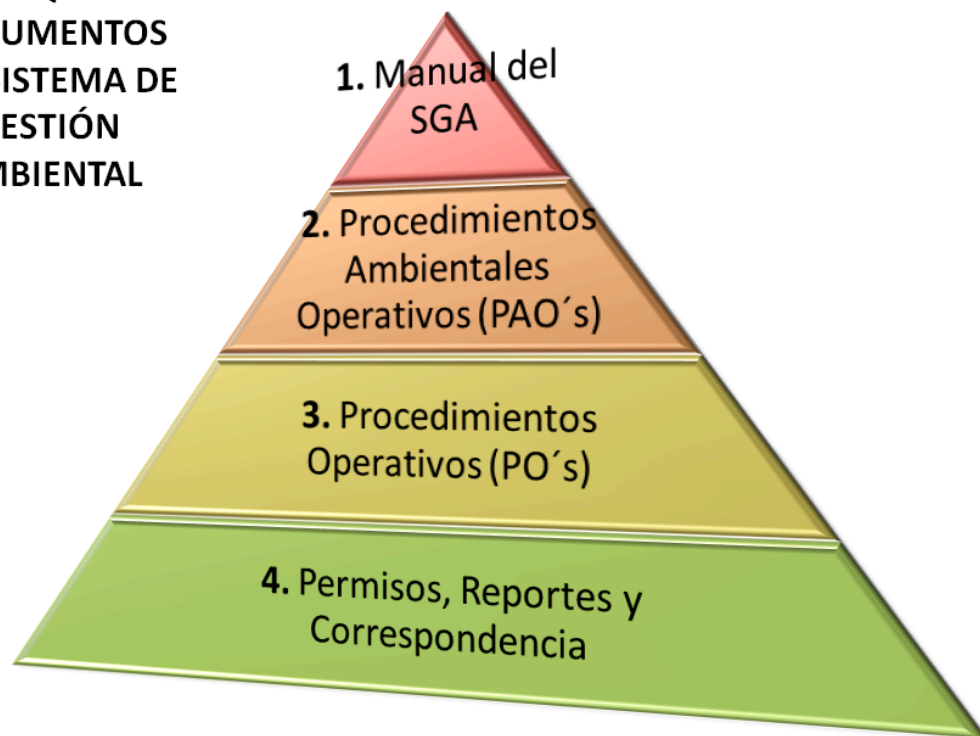 UMENTOS
ISTEMA DE
ESTIÓN
MBIENTAL
1. Manual del
SGA
2. Procedimientos
Ambientales
Operativos (PAO´s)
3. Procedimientos
Operativos (PO´s)
4. Permisos, Reportes y
Correspondencia